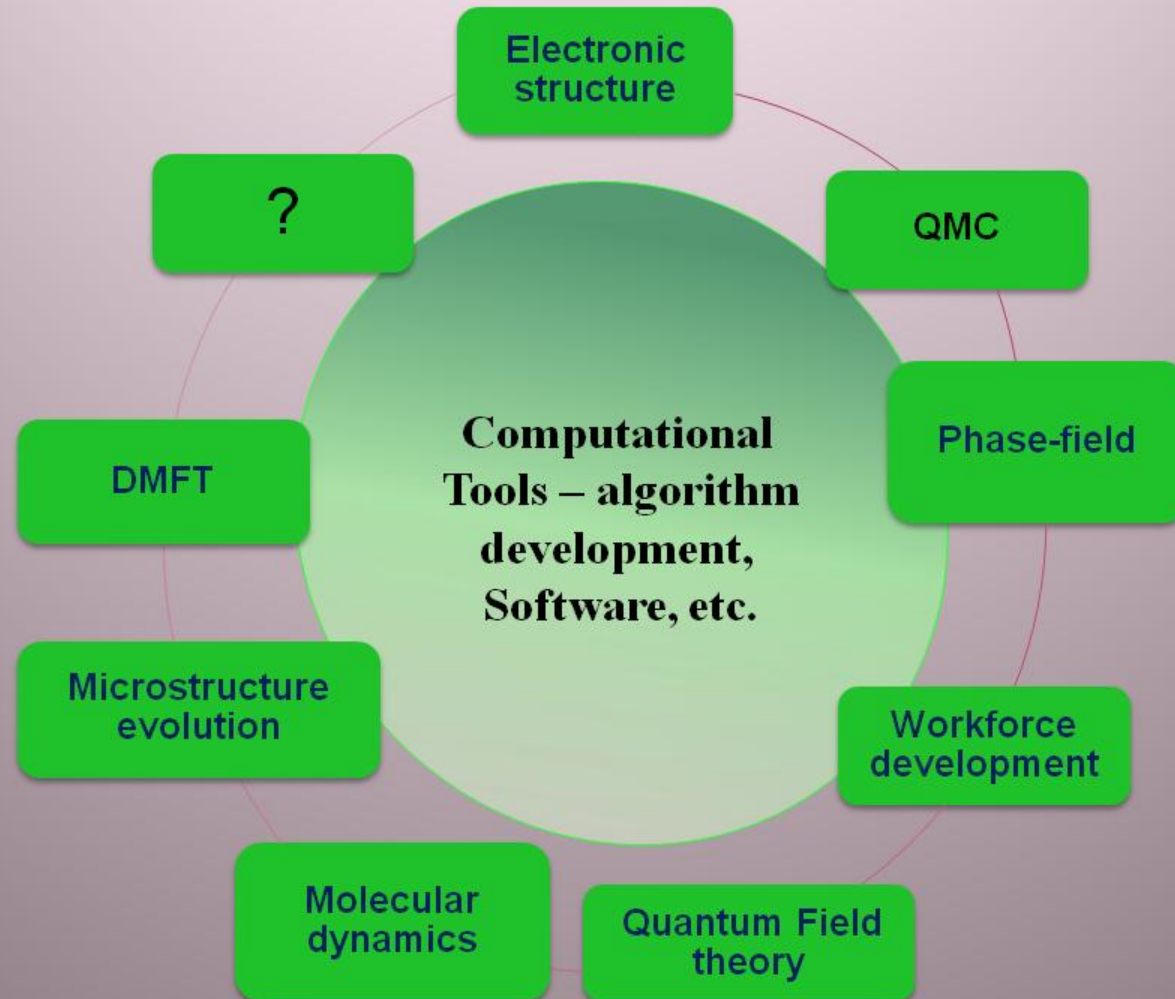 Electronic
structure
?
QMC
Computational
Tools – algorithm
development,
Software, etc.
Phase-field
DMFT
Microstructure
evolution
Workforce
development
Molecular
dynamics
Quantum Field
theory